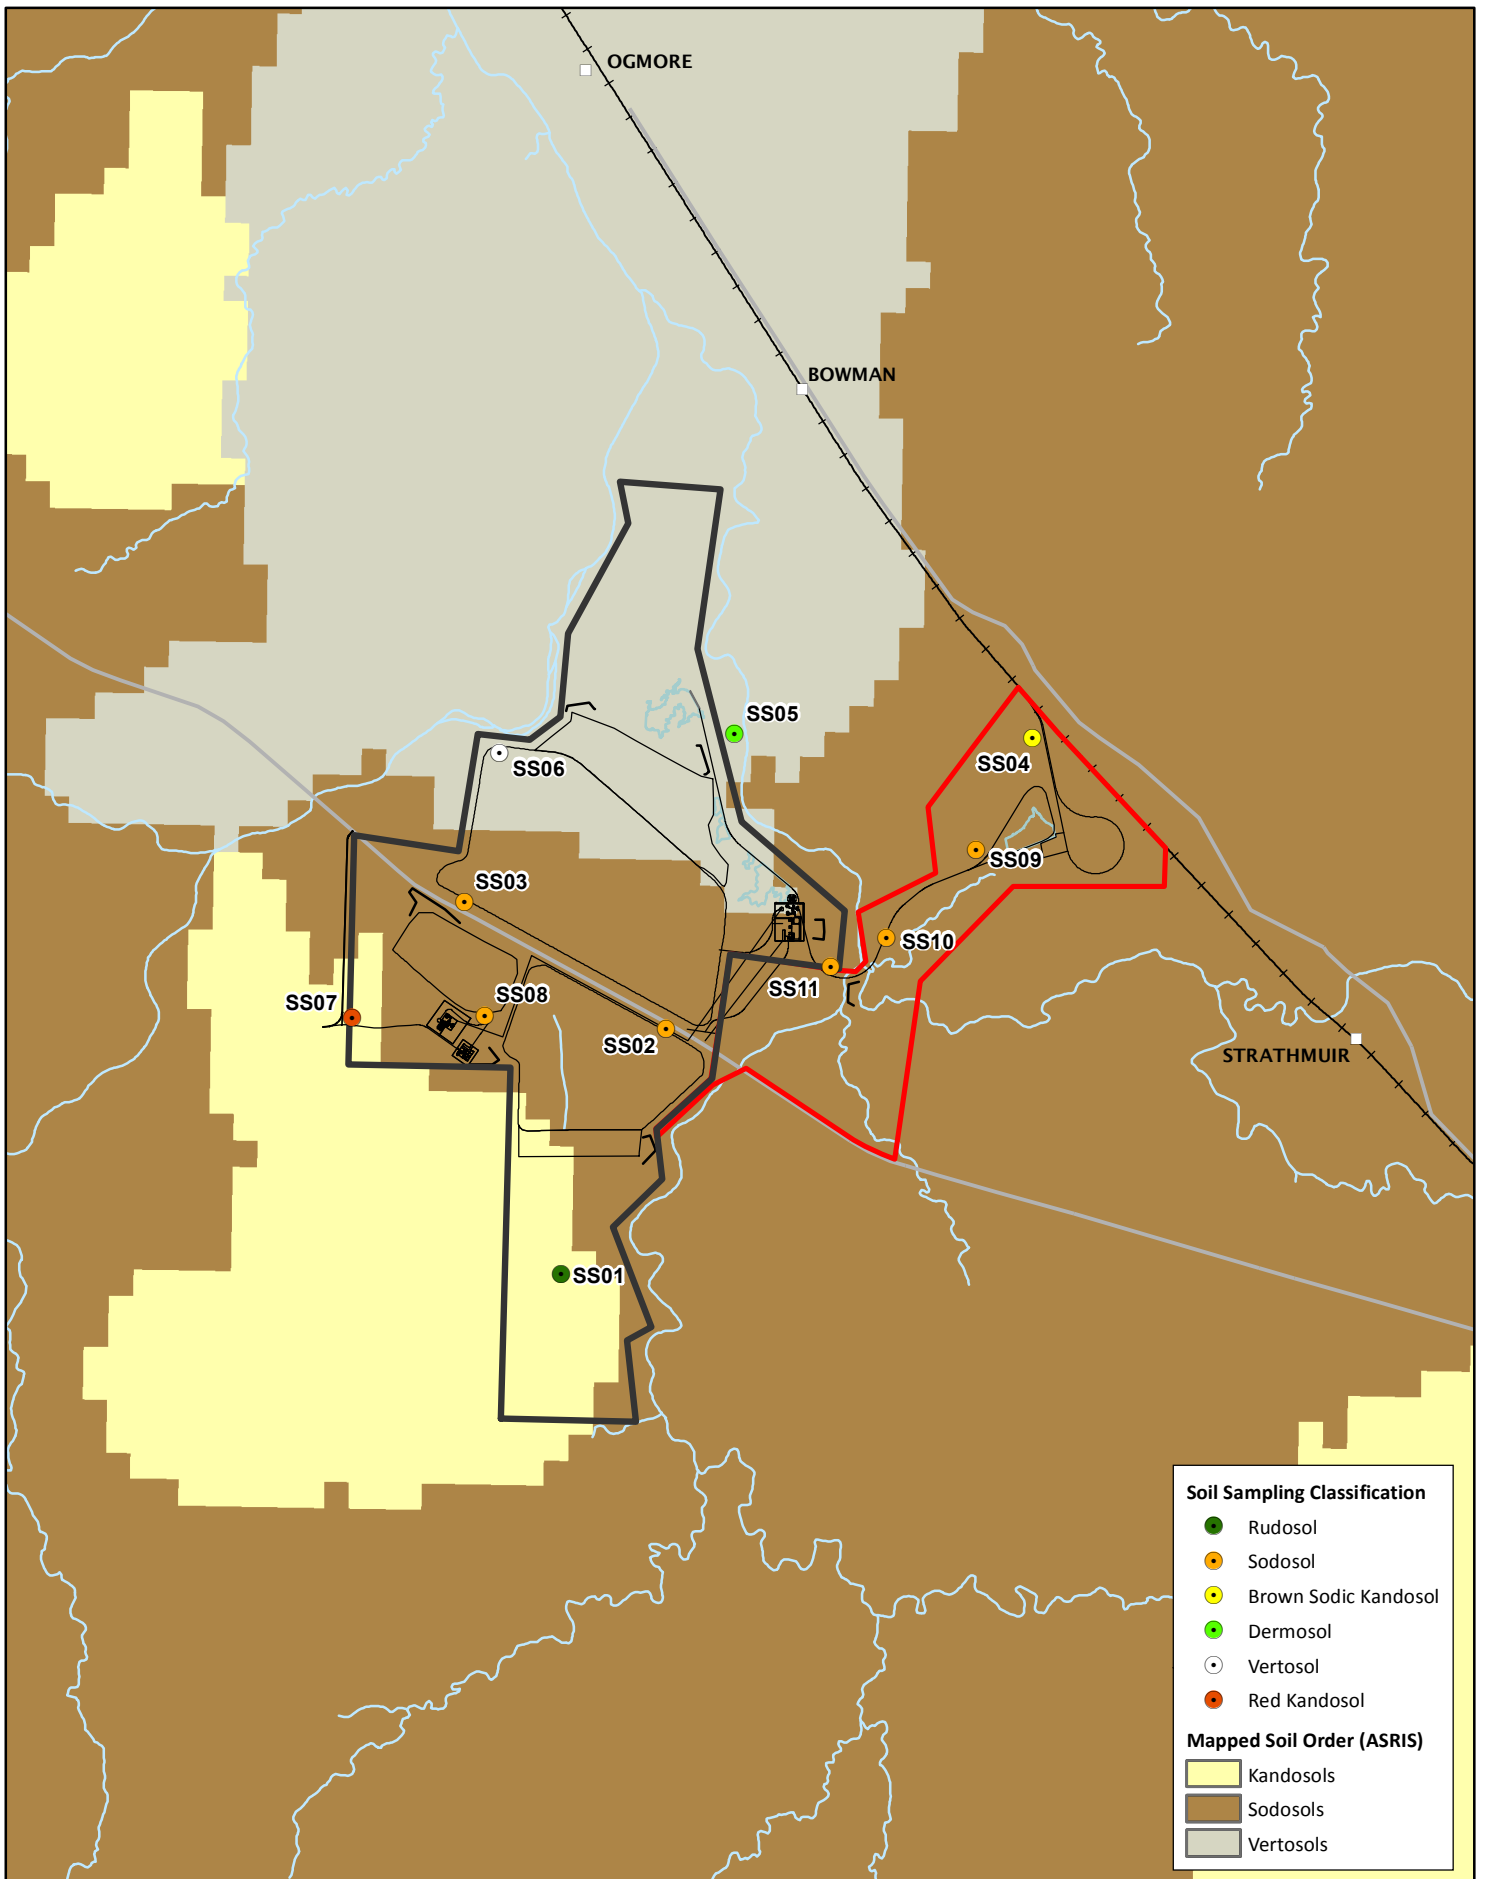 OGMORE
BOWMAN
SS05
SS04
SS06
SS09
SS03
SS10
SS11
SS07
SS08
SS02
STRATHMUIR
SS01
Soil Sampling Classification
Rudosol
Sodosol
Brown Sodic Kandosol
Dermosol
Vertosol
Red Kandosol
Mapped Soil Order (ASRIS)
Kandosols
Sodosols
Vertosols